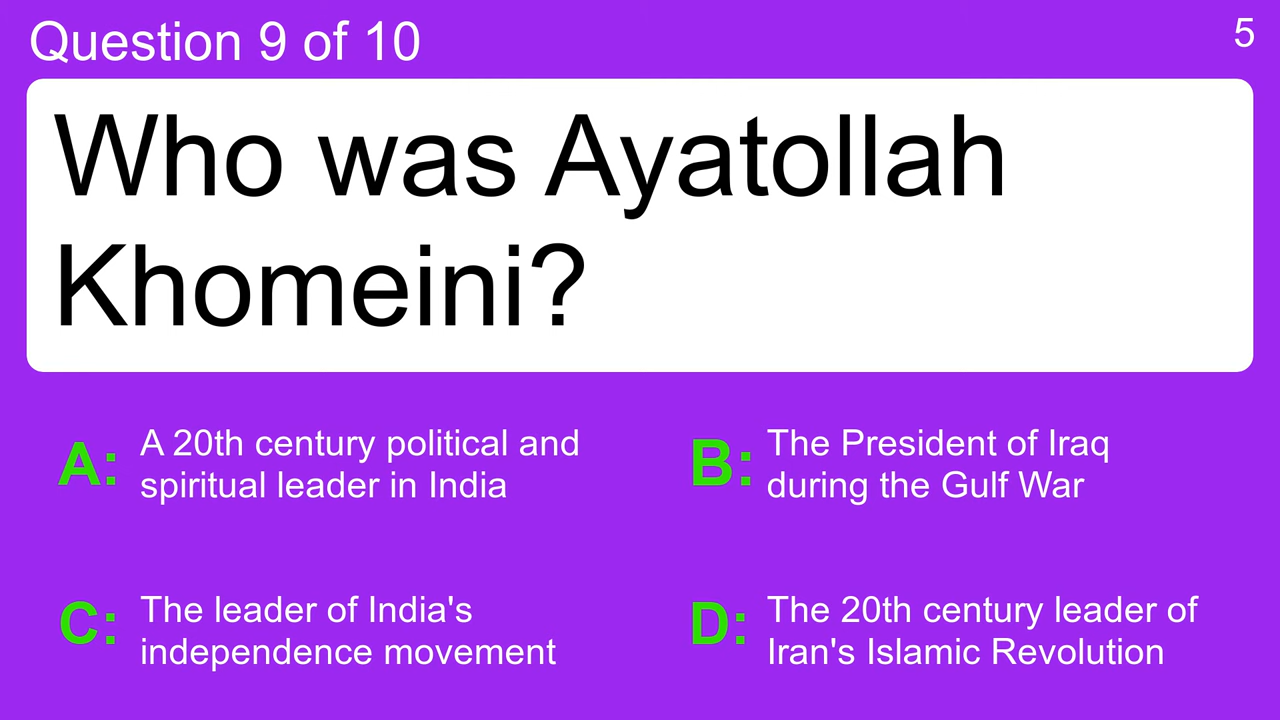 Question 9 of 10
5
Who was Ayatollah
Khomeini?
A: A 20th century political and
spiritual leader in India
B: The President of Iraq
during the Gulf War
C: The leader of India's
independence movement
D: The 20th century leader of
Iran's Islamic Revolution